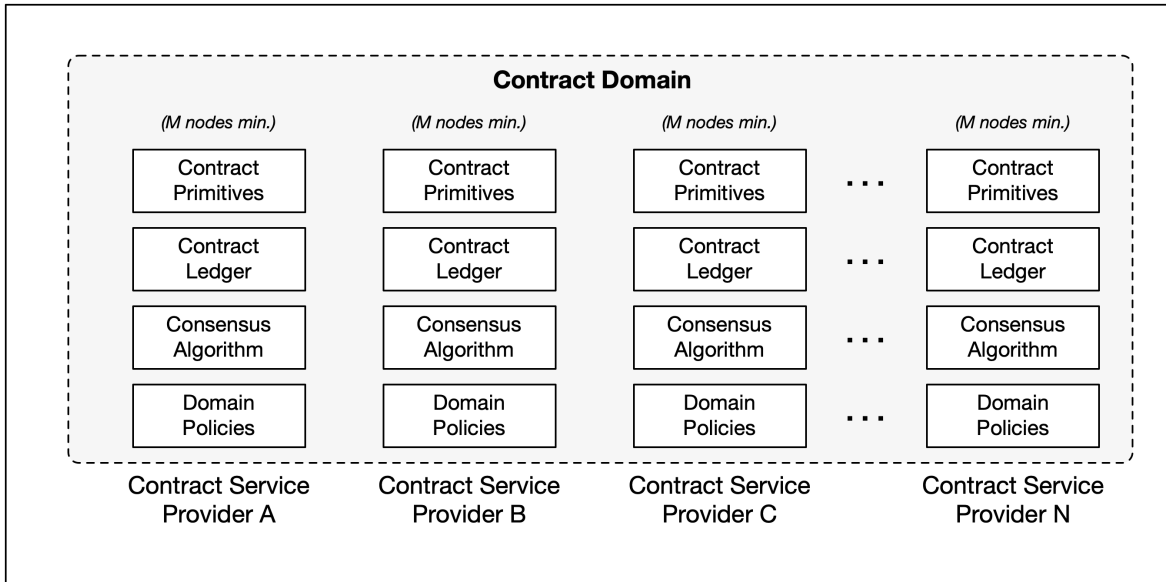 Contract Domain
(M nodes min.) (M nodes min.) (M nodes min.) (M nodes min.)
Contract Contract Contract Contract
Primitives Primitives Primitives ... Primitives
Contract Contract Contract Contract
Ledger Ledger Ledger ... Ledger
Consensus Consensus Consensus Consensus
Algorithm Algorithm Algorithm ... Algorithm
Domain Domain Domain Domain
Policies Policies Policies ... Policies
Contract Service Contract Service Contract Service Contract Service
Provider A Provider B Provider C Provider N